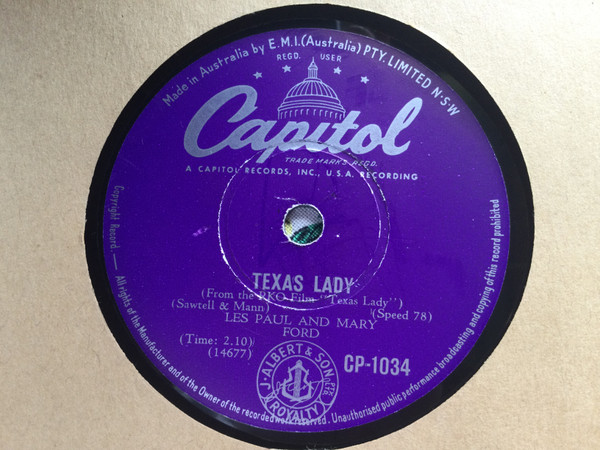 Made in Australia by E.M.I.(Australia) PTY. LIMITED N·S·W
REGD. USER
Capitol
TRADE MARKS REGD.
A CAPITOL RECORDS, INC., U.S.A. RECORDING
TEXAS LADY
(From the RKO Film "Texas Lady")
(Sawtell & Mann) (Speed 78)
LES PAUL AND MARY
FORD
(Time: 2.10)
(14677)
CP-1034
J. ALBERT & SON PTY. LTD.
ROYALTY
Copyright Record. — All rights of the Manufacturer and of the Owner of the recorded work reserved. Unauthorised public performance broadcasting and copying of this record prohibited